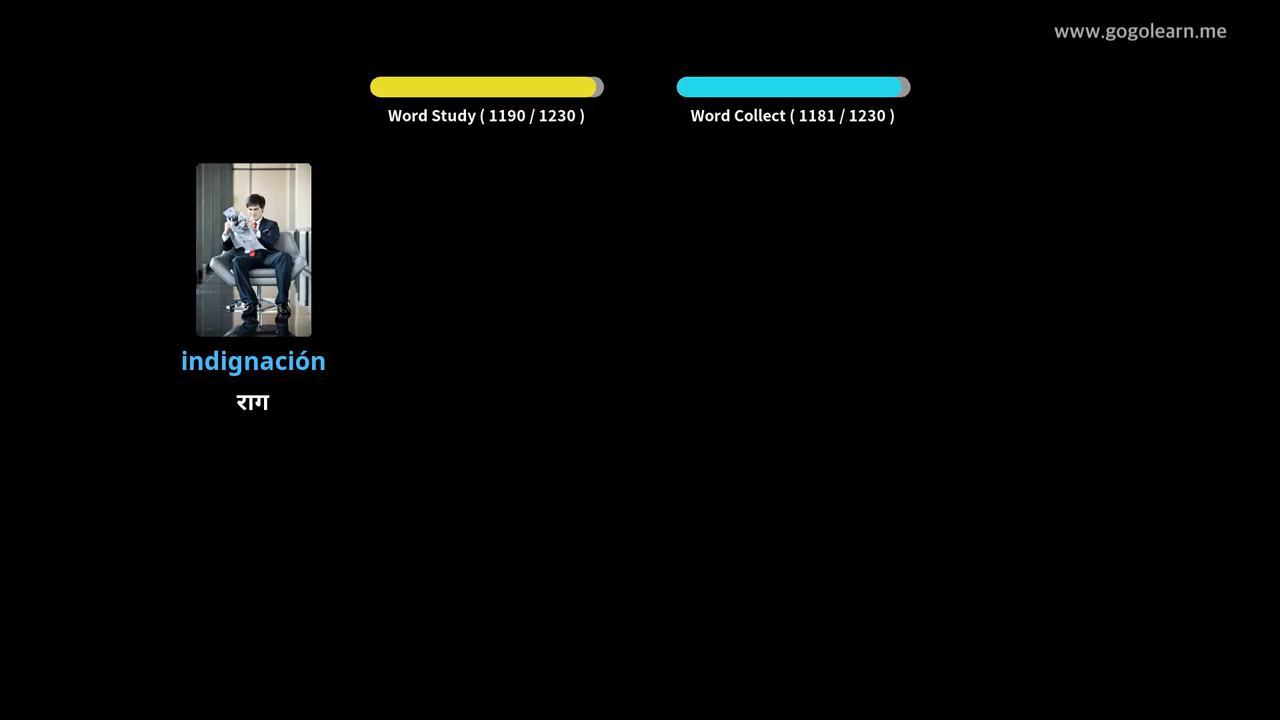 www.gogolearn.me
Word Study ( 1190 / 1230 )
Word Collect ( 1181 / 1230 )
indignación
राग